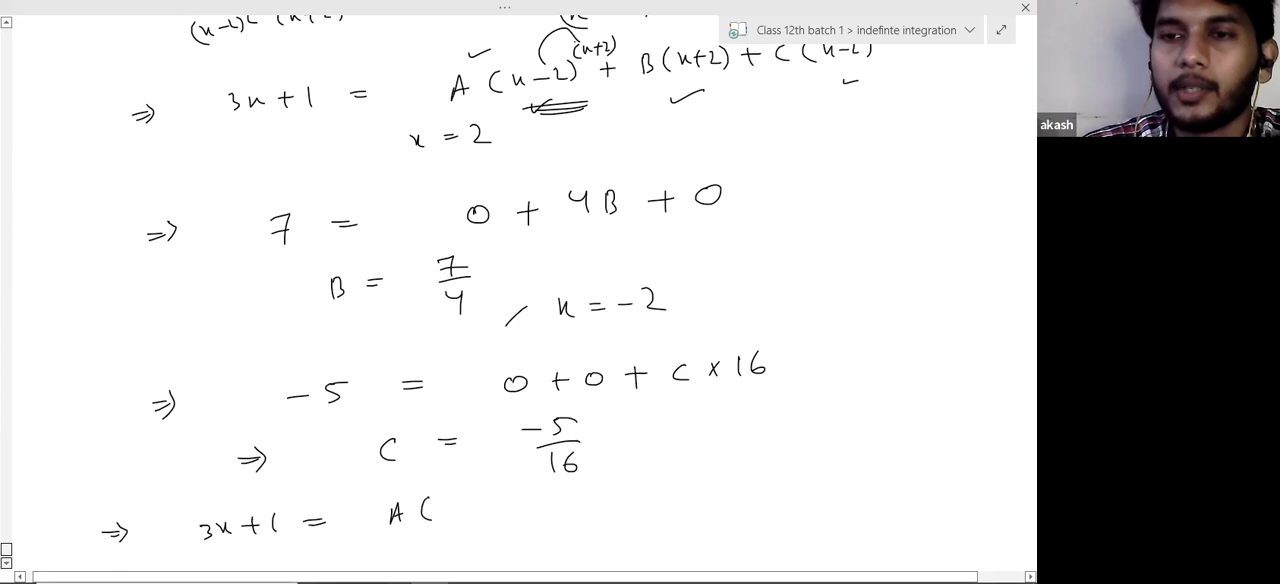 Class 12th batch 1 > indefinte integration
(x+2)
⇒ 3x+1 = A (x-2) + B(x+2) + C (x-2)
x = 2
⇒ 7 = 0 + 4B + 0
B = 7/4 / x = -2
⇒ -5 = 0 + 0 + C × 16
⇒ C = -5/16
⇒ 3x+1 = A (
akash